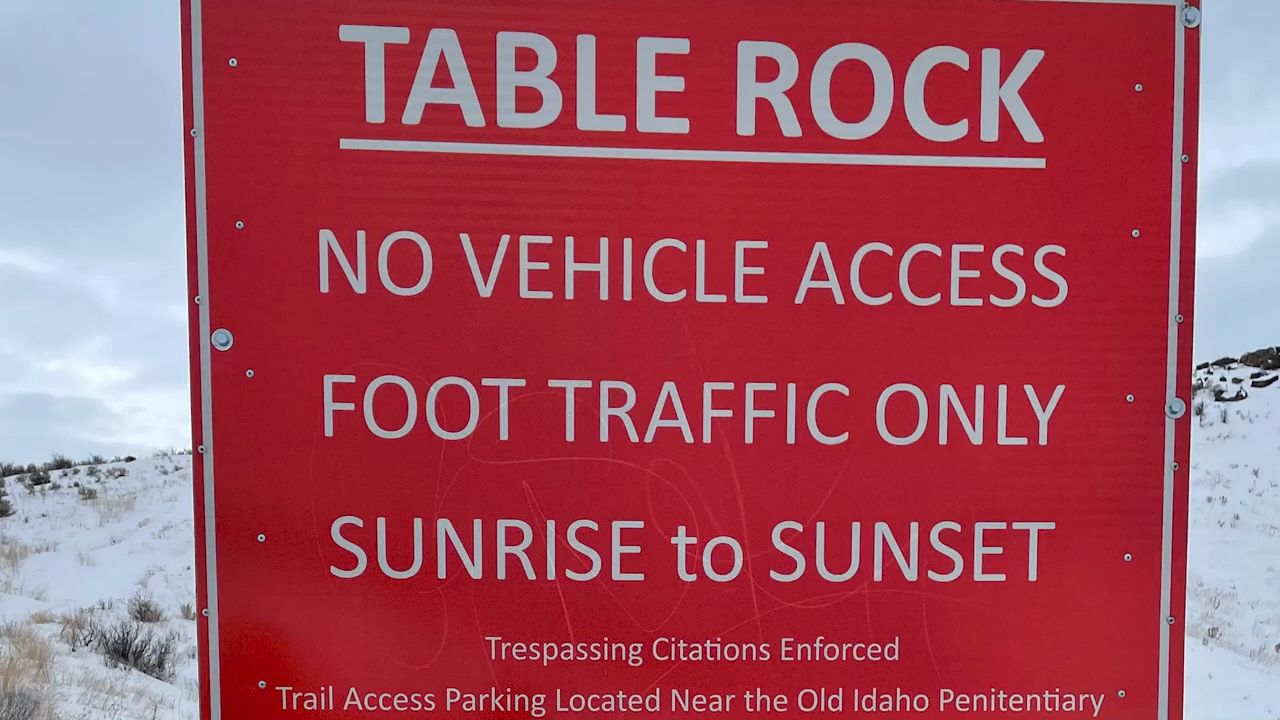 TABLE ROCK
NO VEHICLE ACCESS
FOOT TRAFFIC ONLY
SUNRISE to SUNSET
Trespassing Citations Enforced
Trail Access Parking Located Near the Old Idaho Penitentiary